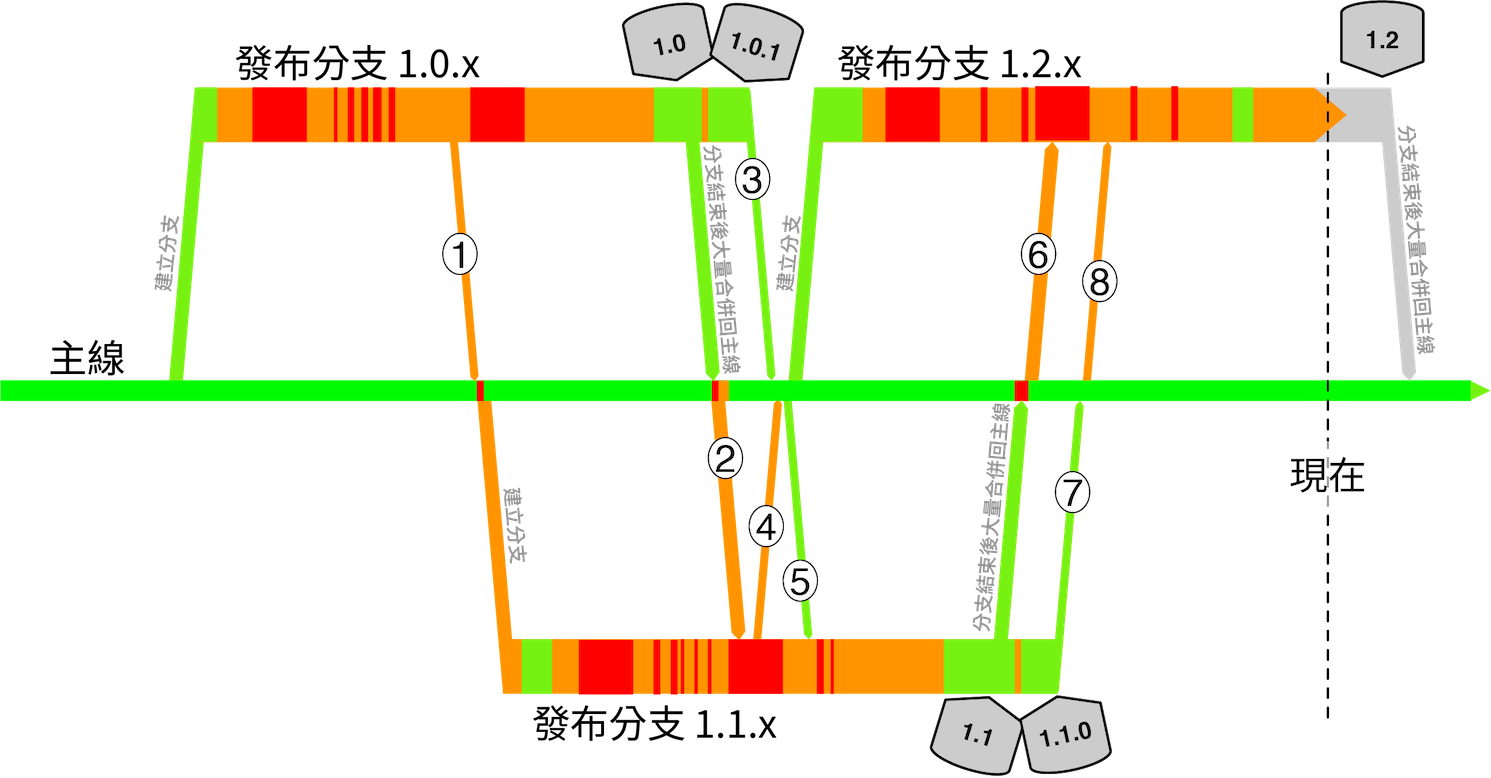 發布分支 1.0.x
1.0
1.0.1
發布分支 1.2.x
1.2
建立分支
①
分支結束後大量合併回主線
③
建立分支
⑥
⑧
分支結束後大量合併回主線
主線
②
④
⑤
建立分支
分支結束後大量合併回主線
⑦
現在
發布分支 1.1.x
1.1
1.1.0